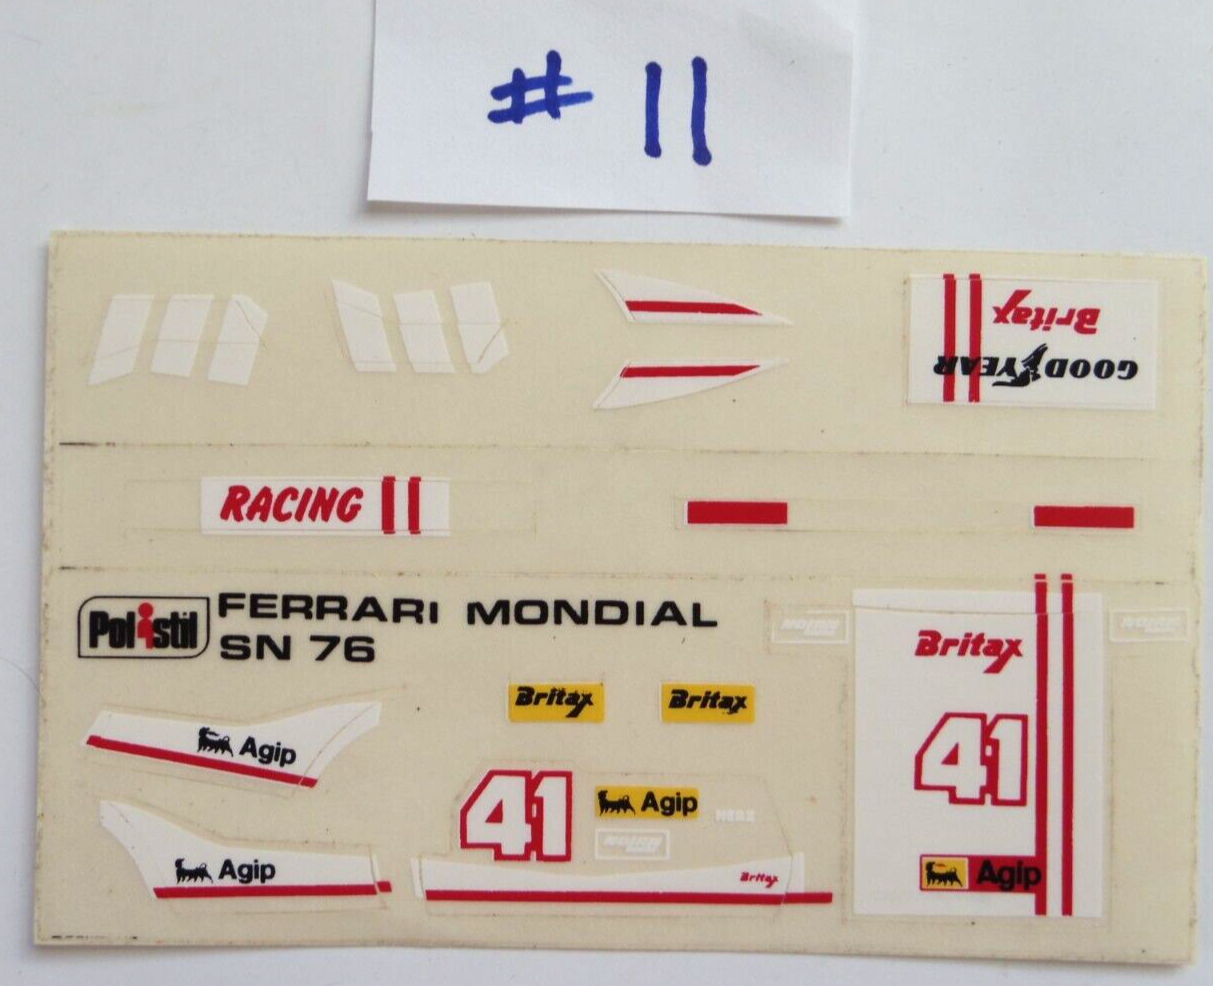 # 11
Britax
GOODYEAR
RACING
Polistil
FERRARI MONDIAL
SN 76
Britax
Britax
Britax
41
Agip
Agip
41
Agip
Agip
Britax